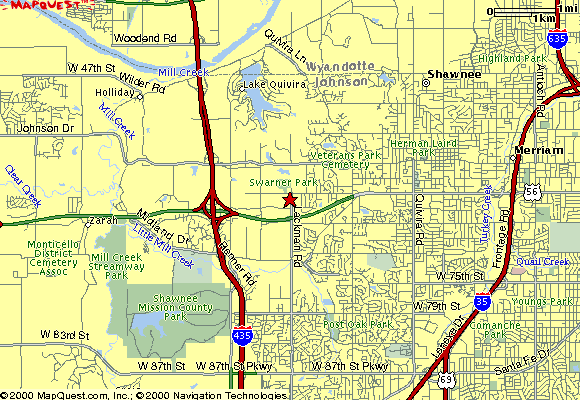 MAPQUEST
1mi
1km
Woodend Rd
635
Quivira Ln
Highland Park
W 47th St
Wilder Rd
Mill Creek
Wyandotte
Johnson
Shawnee
Antioch Rd
Holliday
Lake Quivira
Mill Creek
Johnson Dr
Herman Laird
Park
Merriam
Veterans Park
Cemetery
Cleur Creek
Swarner Park
56
Zarah
Midland Dr
Little Mill Creek
Lackman Rd
Quivira Rd
Turkey Creek
Frontage Rd
Monticello
District
Cemetery
Assoc
Mill Creek
Streamway
Park
Renner Rd
Quail Creek
W 75th St
Shawnee
Mission County
Park
W 79th St
35
Youngs Park
W 83rd St
435
Post Oak Park
Comanche
Park
Lenexa Dr
Santa Fe Dr
W 87th St
W 87th St Pkwy
W 87th St Pkwy
69
©2000 MapQuest.com, Inc.; © 2000 Navigation Technologies